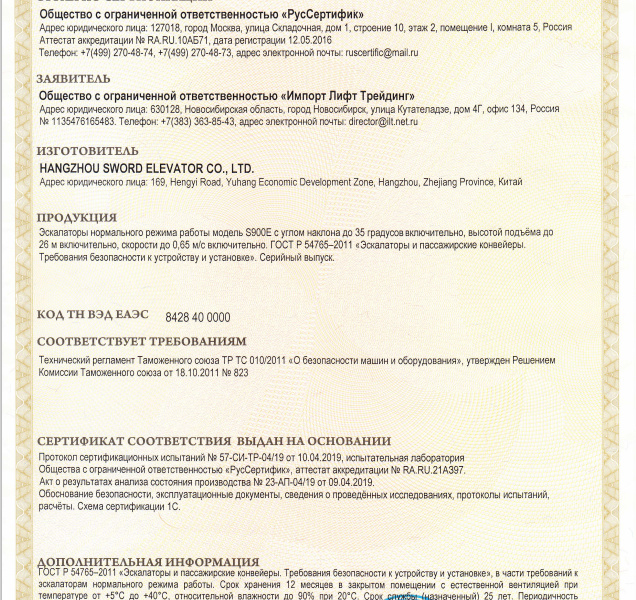 Общество с ограниченной ответственностью «РусСертифик»
Адрес юридического лица: 127018, город Москва, улица Складочная, дом 1, строение 10, этаж 2, помещение I, комната 5, Россия
Аттестат аккредитации № RA.RU.10АБ71, дата регистрации 12.05.2016
Телефон: +7(499) 270-48-74, +7(499) 270-48-73, адрес электронной почты: ruscertific@mail.ru
ЗАЯВИТЕЛЬ
Общество с ограниченной ответственностью «Импорт Лифт Трейдинг»
Адрес юридического лица: 630128, Новосибирская область, город Новосибирск, улица Кутателадзе, дом 4Г, офис 134, Россия
№ 1135476165483. Телефон: +7(383) 363-85-43, адрес электронной почты: director@ilt.net.ru
ИЗГОТОВИТЕЛЬ
HANGZHOU SWORD ELEVATOR CO., LTD.
Адрес юридического лица: 169, Hengyi Road, Yuhang Economic Development Zone, Hangzhou, Zhejiang Province, Китай
ПРОДУКЦИЯ
Эскалаторы нормального режима работы модель S900E с углом наклона до 35 градусов включительно, высотой подъёма до
26 м включительно, скорости до 0,65 м/с включительно. ГОСТ Р 54765–2011 «Эскалаторы и пассажирские конвейеры.
Требования безопасности к устройству и установке». Серийный выпуск.
КОД ТН ВЭД ЕАЭС 8428 40 0000
СООТВЕТСТВУЕТ ТРЕБОВАНИЯМ
Технический регламент Таможенного союза ТР ТС 010/2011 «О безопасности машин и оборудования», утвержден Решением
Комиссии Таможенного союза от 18.10.2011 № 823
СЕРТИФИКАТ СООТВЕТСТВИЯ ВЫДАН НА ОСНОВАНИИ
Протокол сертификационных испытаний № 57-СИ-ТР-04/19 от 10.04.2019, испытательная лаборатория
Общества с ограниченной ответственностью «РусСертифик», аттестат аккредитации № RA.RU.21АЗ97.
Акт о результатах анализа состояния производства № 23-АП-04/19 от 09.04.2019.
Обоснование безопасности, эксплуатационные документы, сведения о проведённых исследованиях, протоколы испытаний,
расчёты. Схема сертификации 1С.
ДОПОЛНИТЕЛЬНАЯ ИНФОРМАЦИЯ
ГОСТ Р 54765–2011 «Эскалаторы и пассажирские конвейеры. Требования безопасности к устройству и установке», в части требований к
эскалаторам нормального режима работы. Срок хранения 12 месяцев в закрытом помещении с естественной вентиляцией при
температуре от +5°С до +40°С, относительной влажности до 90% при 20°С. Срок службы (назначенный) 25 лет. Периодичность